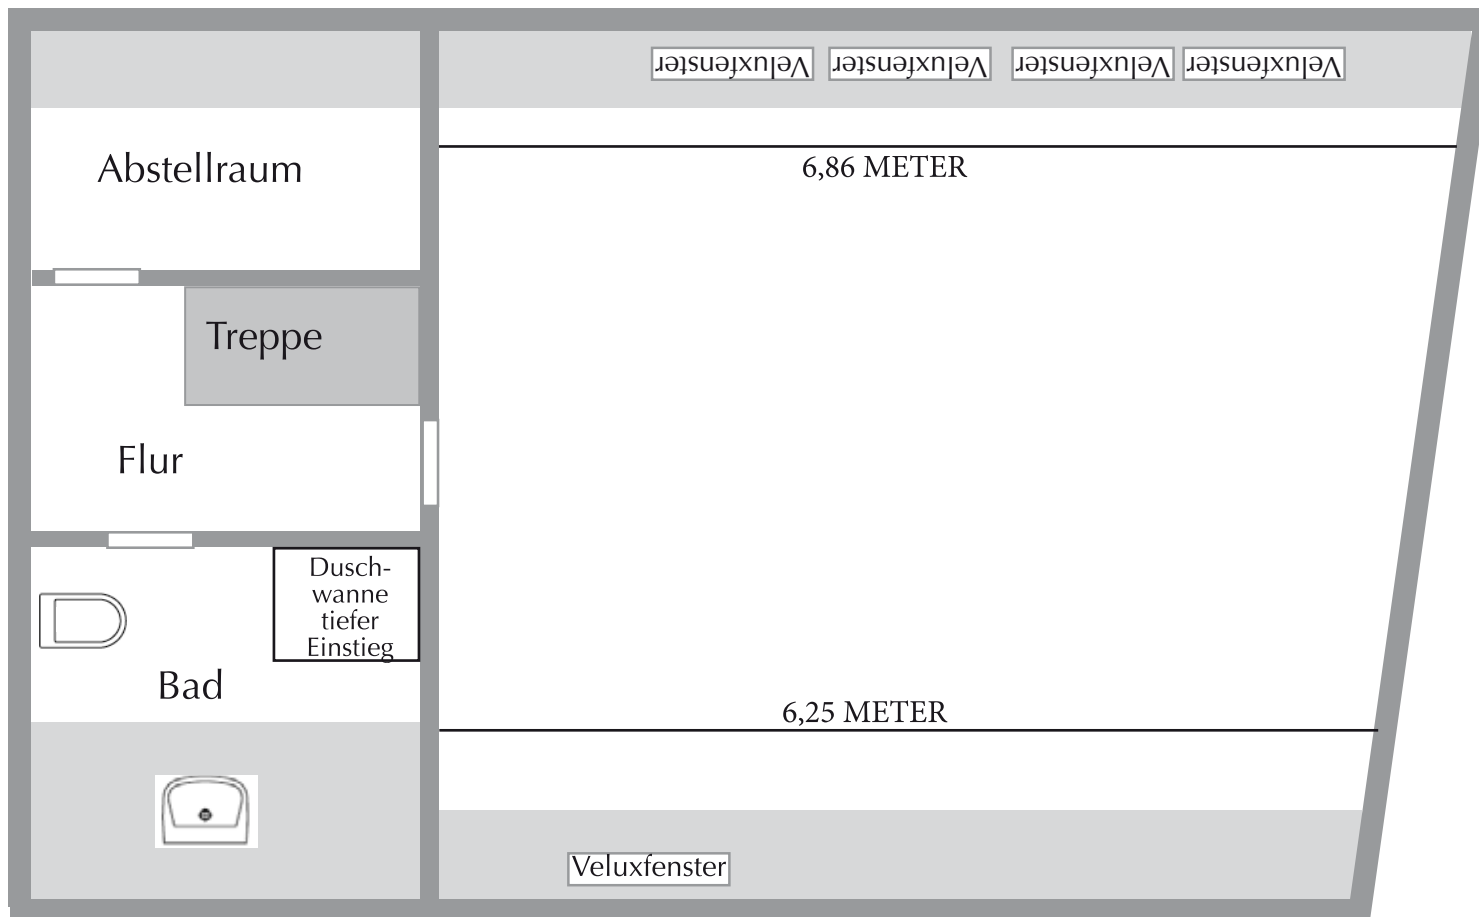 Veluxfenster Veluxfenster Veluxfenster Veluxfenster
Abstellraum
6,86 METER
Treppe
Flur
Dusch-
wanne
tiefer
Einstieg
Bad
6,25 METER
Veluxfenster